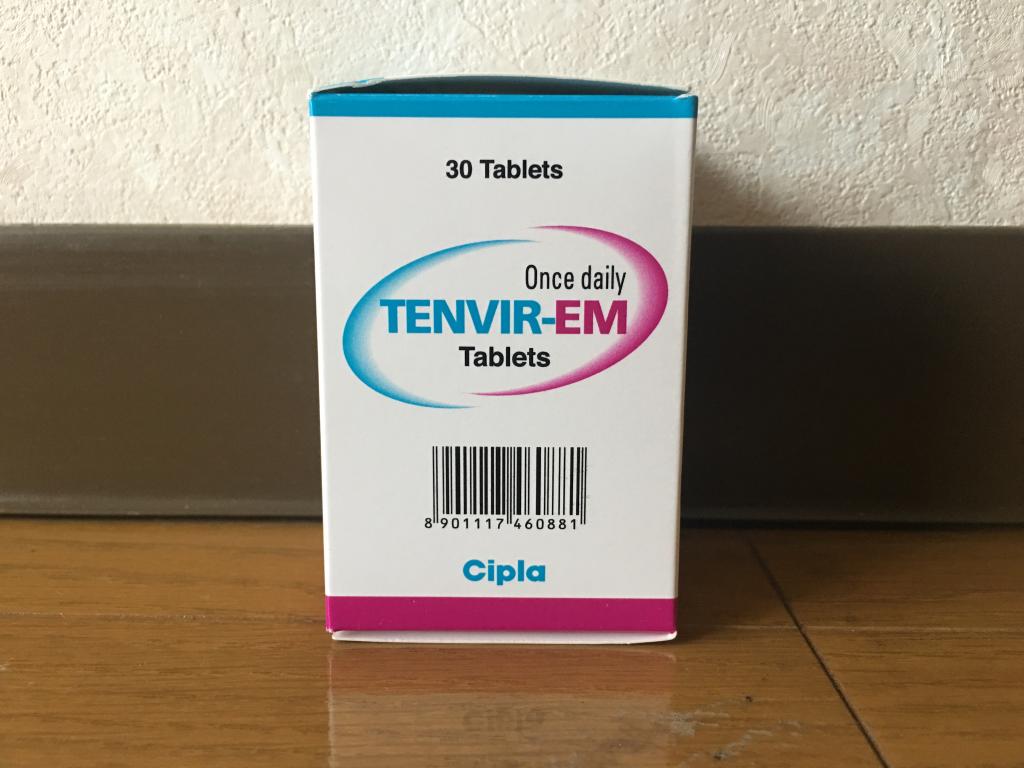 30 Tablets
Once daily
TENVIR-EM
Tablets
8 901117 460881
Cipla